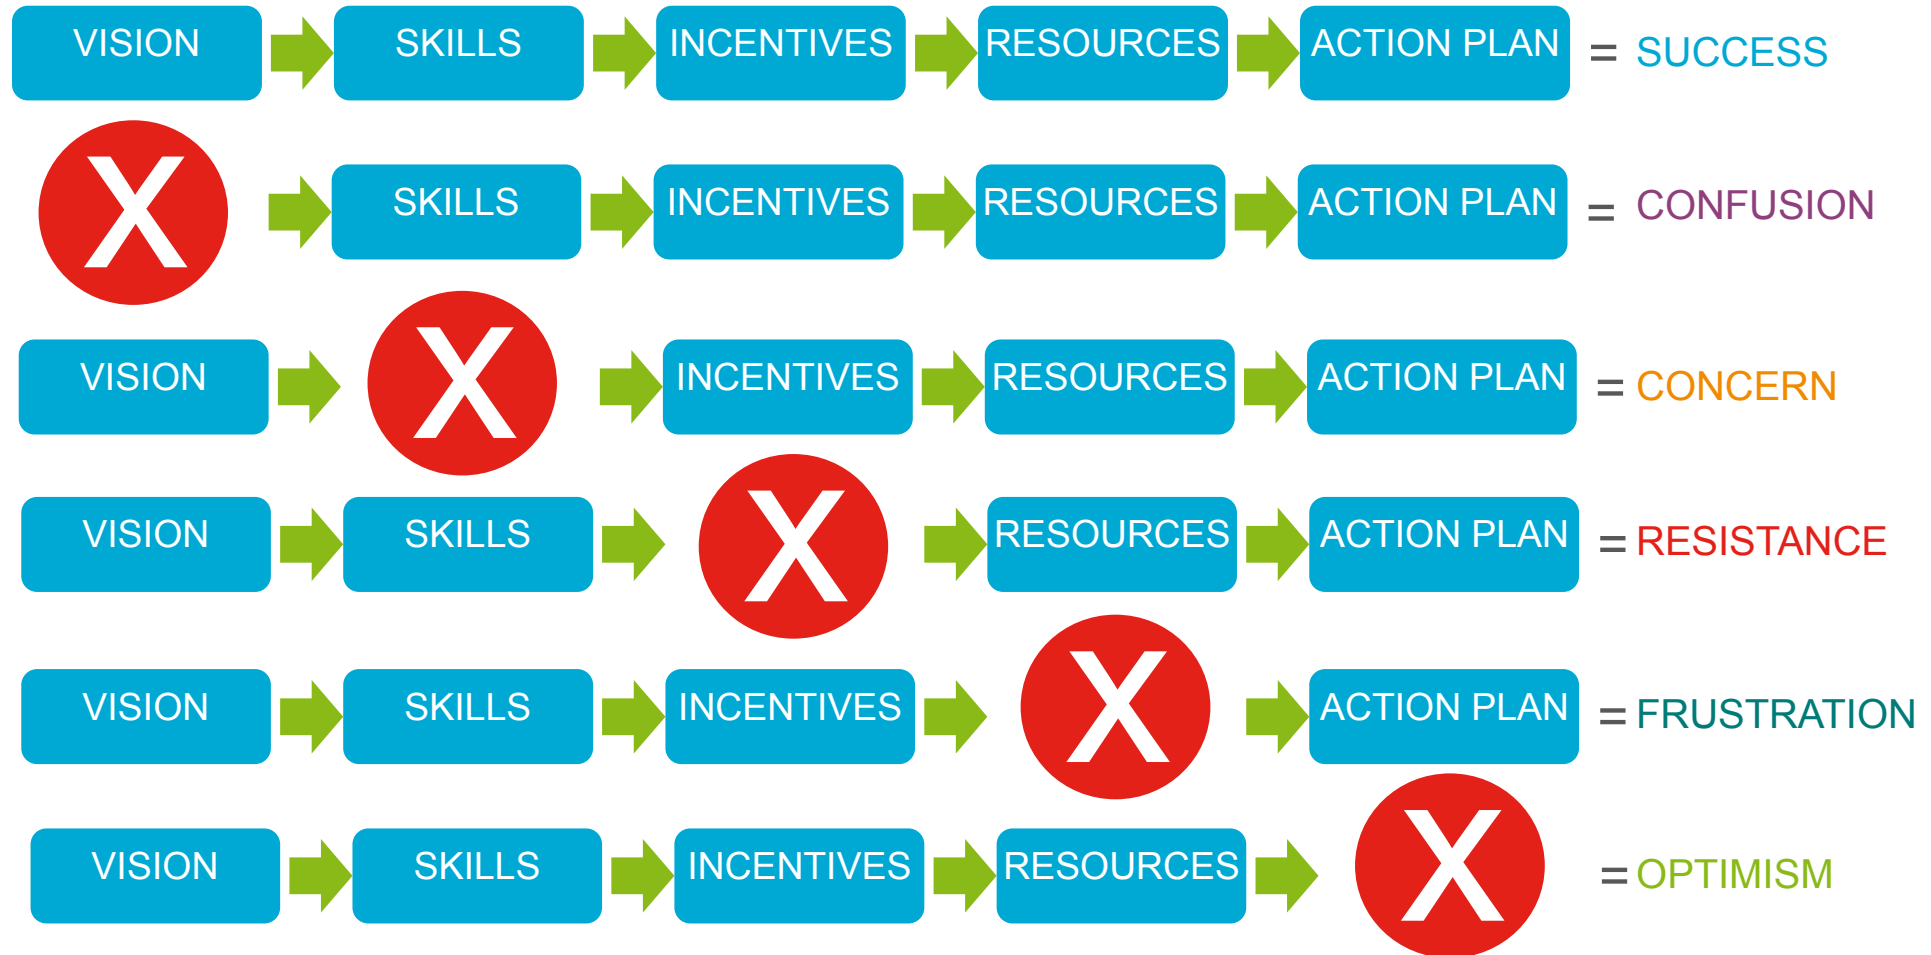 VISION SKILLS INCENTIVES RESOURCES ACTION PLAN = SUCCESS
X SKILLS INCENTIVES RESOURCES ACTION PLAN = CONFUSION
VISION X INCENTIVES RESOURCES ACTION PLAN = CONCERN
VISION SKILLS X RESOURCES ACTION PLAN = RESISTANCE
VISION SKILLS INCENTIVES X ACTION PLAN = FRUSTRATION
VISION SKILLS INCENTIVES RESOURCES X = OPTIMISM